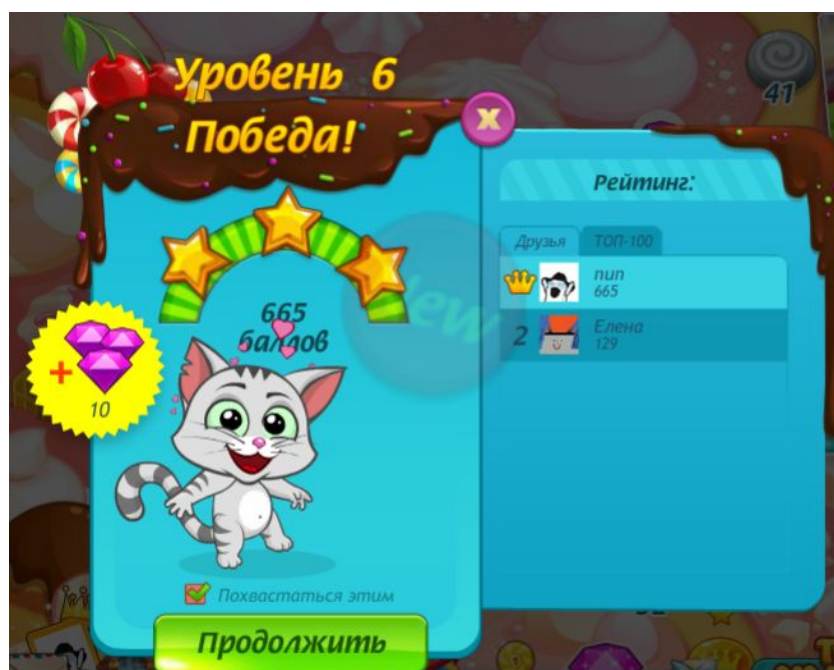 Уровень 6
Победа!
x
41
Рейтинг:
Друзья
ТОП-100
пип
665
2
Елена
129
New
665
баллов
+
10
Похвастаться этим
Продолжить